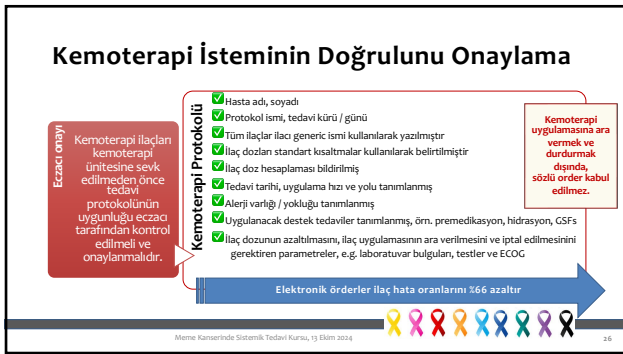 Kemoterapi İsteminin Doğrulunu Onaylama
Eczacı onayı
Kemoterapi ilaçları
kemoterapi
ünitesine sevk
edilmeden önce
tedavi
protokolünün
uygunluğu eczacı
tarafından kontrol
edilmeli ve
onaylanmalıdır.
Kemoterapi Protokolü
Hasta adı, soyadı
Protokol ismi, tedavi kürü / günü
Tüm ilaçlar ilacı generic ismi kullanılarak yazılmıştır
İlaç dozları standart kısaltmalar kullanılarak belirtilmiştir
İlaç doz hesaplaması bildirilmiş
Tedavi tarihi, uygulama hızı ve yolu tanımlanmış
Alerji varlığı / yokluğu tanımlanmış
Uygulanacak destek tedaviler tanımlanmış, örn. premedikasyon, hidrasyon, GSFs
İlaç dozunun azaltılmasını, ilaç uygulamasının ara verilmesini ve iptal edilmesinini
gerektiren parametreler, e.g. laboratuvar bulguları, testler ve ECOG
Kemoterapi
uygulamasına ara
vermek ve
durdurmak
dışında,
sözlü order kabul
edilmez.
Elektronik örderler ilaç hata oranlarını %66 azaltır
Meme Kanserinde Sistemik Tedavi Kursu, 13 Ekim 2024
26